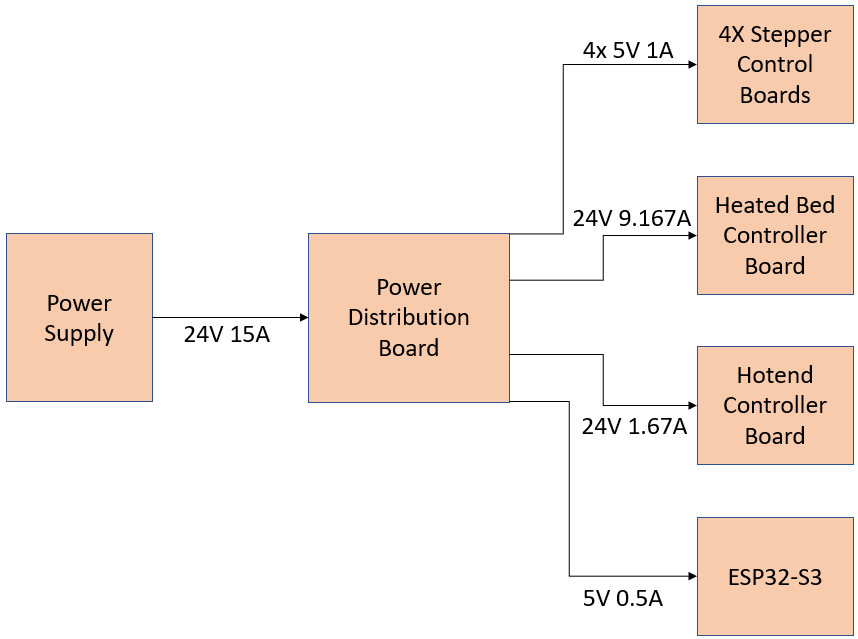 Power
Supply
24V 15A
Power
Distribution
Board
4x 5V 1A
4X Stepper
Control
Boards
24V 9.167A
Heated Bed
Controller
Board
24V 1.67A
Hotend
Controller
Board
5V 0.5A
ESP32-S3